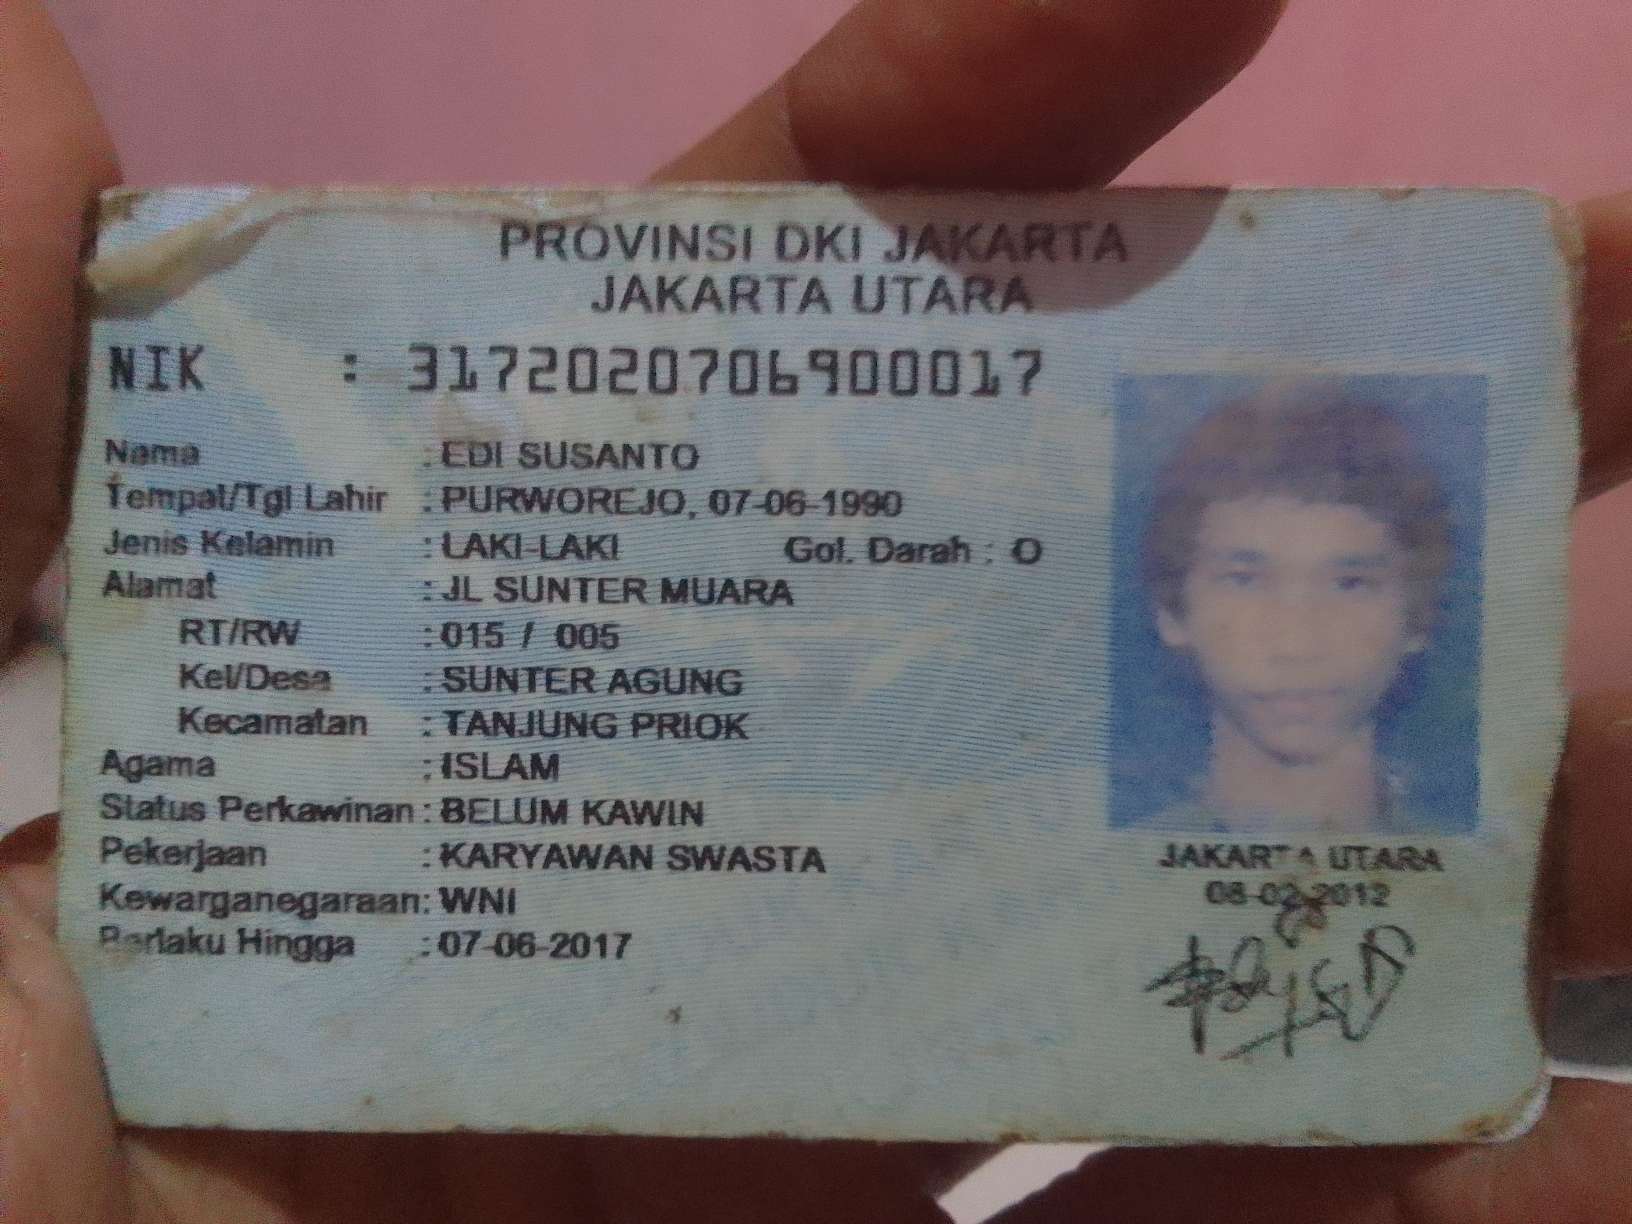 PROVINSI DKI JAKARTA
JAKARTA UTARA
NIK : 3172020706900017
Nama : EDI SUSANTO
Tempat/Tgl Lahir : PURWOREJO, 07-06-1990
Jenis Kelamin : LAKI-LAKI Gol. Darah : O
Alamat : JL SUNTER MUARA
RT/RW : 015 / 005
Kel/Desa : SUNTER AGUNG
Kecamatan : TANJUNG PRIOK
Agama : ISLAM
Status Perkawinan : BELUM KAWIN
Pekerjaan : KARYAWAN SWASTA
Kewarganegaraan : WNI
Berlaku Hingga : 07-06-2017
JAKARTA UTARA
08-02-2012